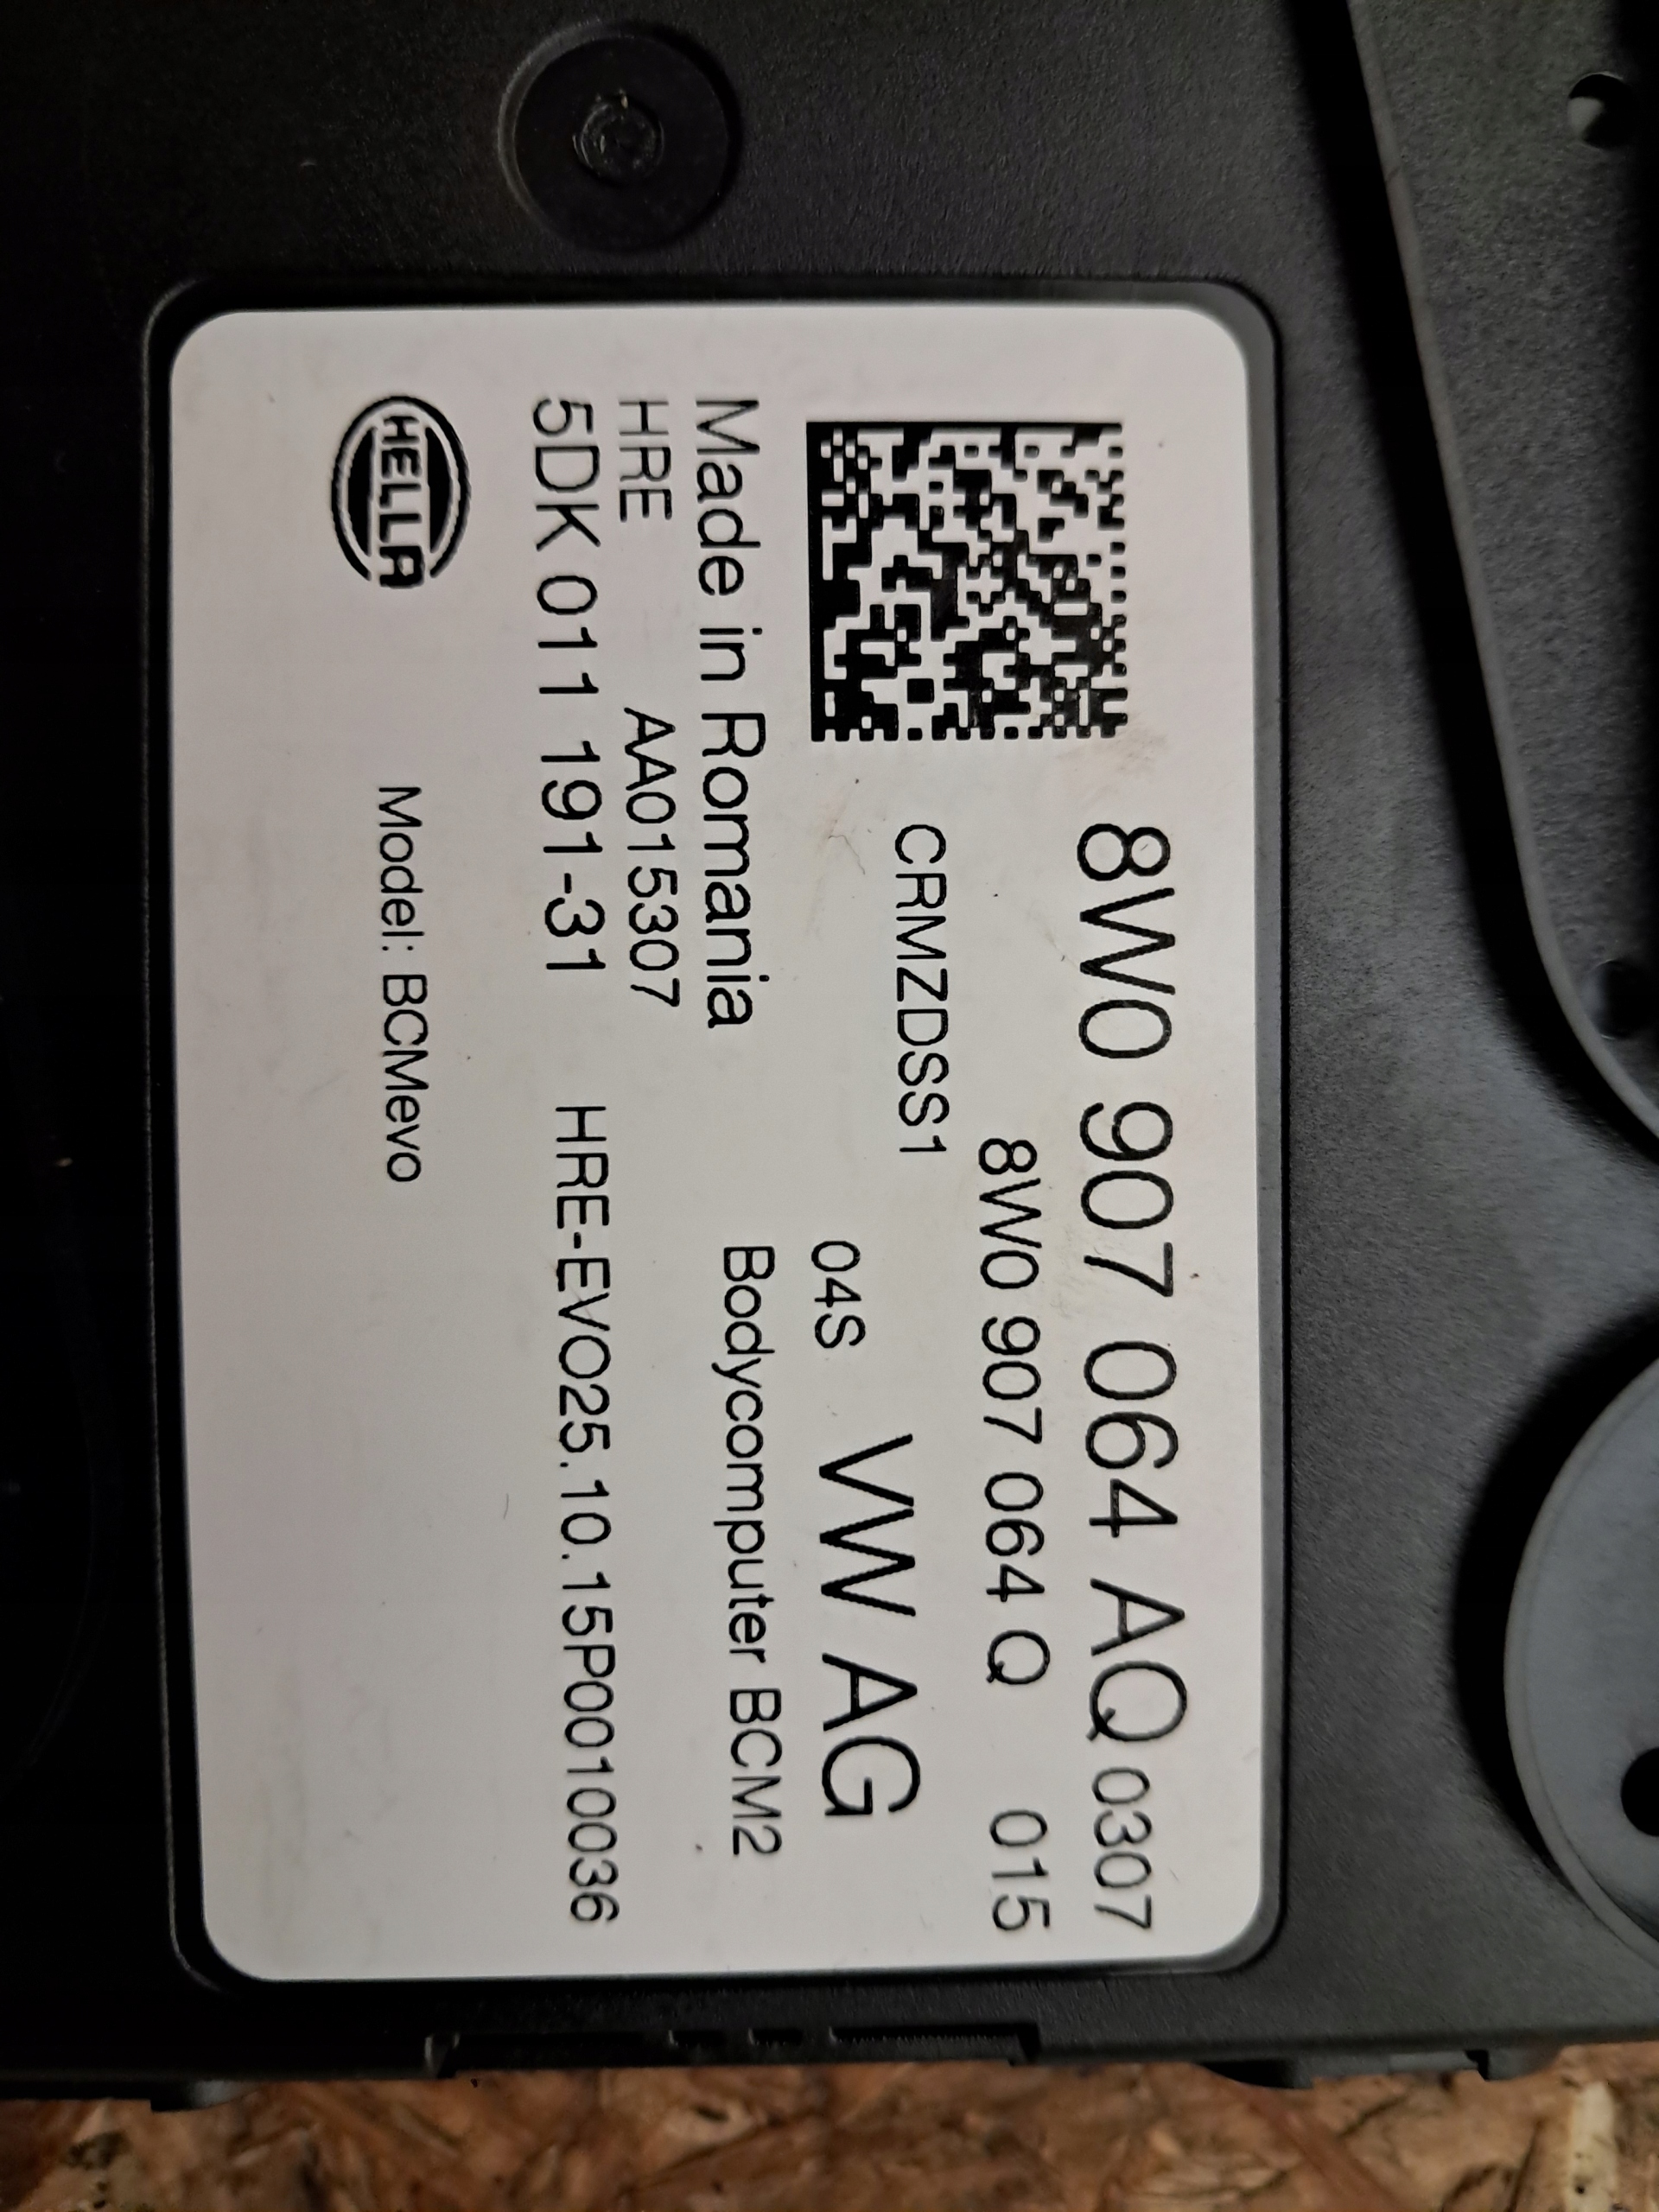 8W0 907 064 AQ 0307
8W0 907 064 Q 015
CRMZDSS1
04S VW AG
Made in Romania Bodycomputer BCM2
HRE AA015307
5DK 011 191-31 HRE-EVO25.10.15P0010036
HELLA
Model: BCMevo